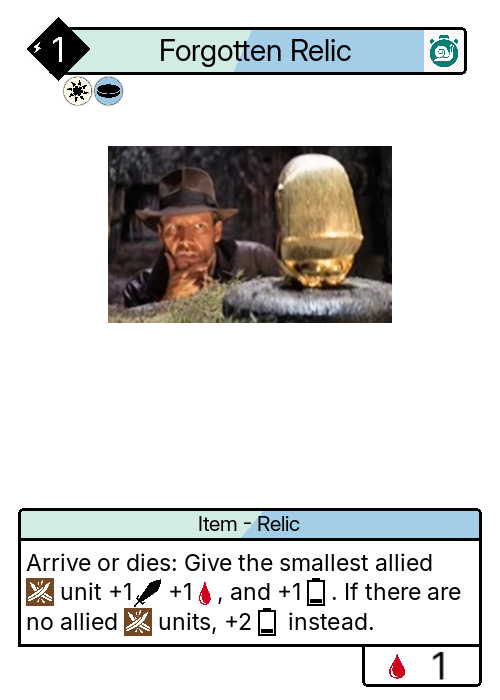 1
Forgotten Relic
Item - Relic
Arrive or dies: Give the smallest allied
unit +1 +1 , and +1 . If there are
no allied units, +2 instead.
1